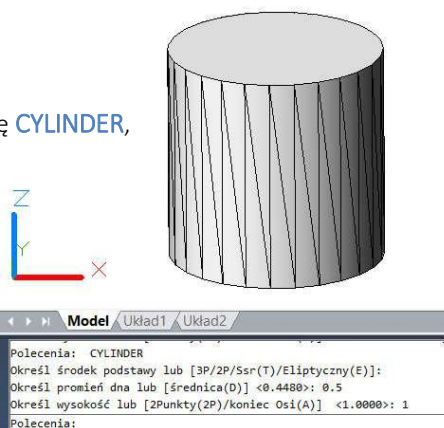 ę CYLINDER,
Z
Y
X
Model Układ1 Układ2
Polecenia: CYLINDER
Określ środek podstawy lub [3P/2P/Ssr(T)/Eliptyczny(E)]:
Określ promień dna lub [średnica(D)] <0.4480>: 0.5
Określ wysokość lub [2Punkty(2P)/koniec Osi(A)] <1.0000>: 1
Polecenia: